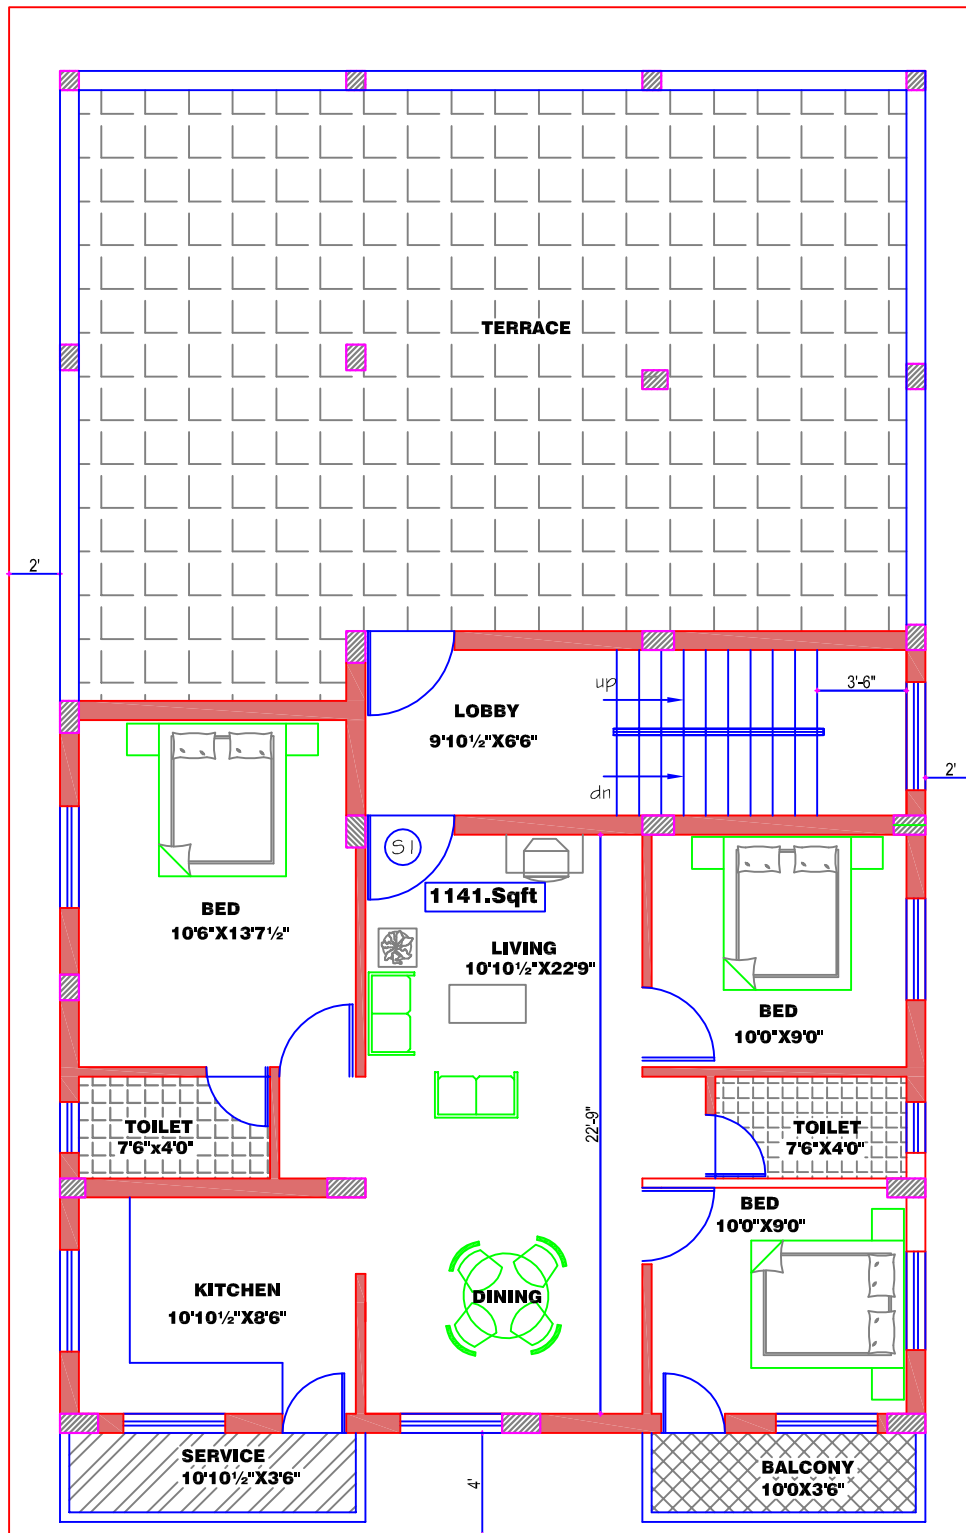 TERRACE
2'
up
3'-6"
LOBBY
9'10½"X6'6"
2'
dn
S1
1141.Sqft
BED
10'6"X13'7½"
LIVING
10'10½"X22'9"
BED
10'0"X9'0"
22'-9"
TOILET
7'6"x4'0"
TOILET
7'6"X4'0"
BED
10'0"X9'0"
KITCHEN
10'10½"X8'6"
DINING
SERVICE
10'10½"X3'6"
4'
BALCONY
10'0X3'6"